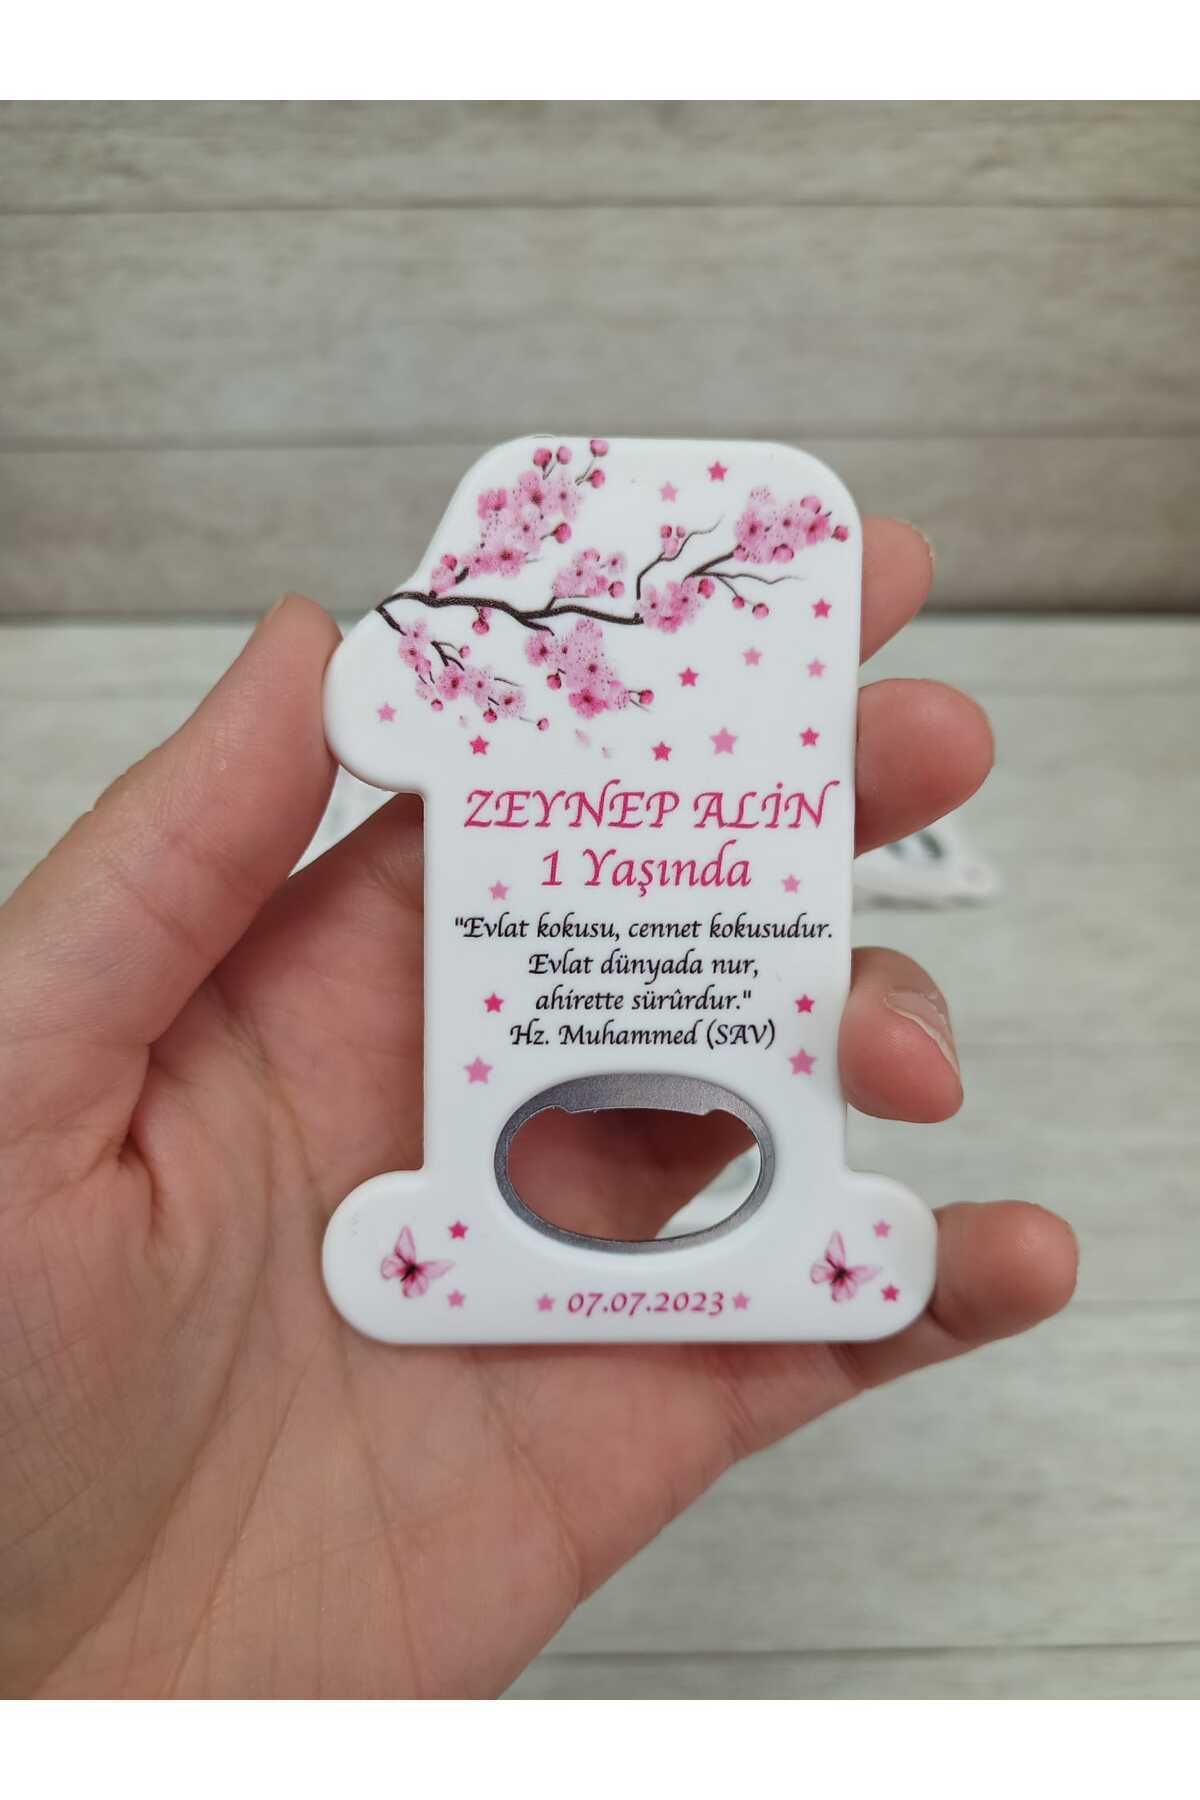 ZEYNEP ALİN
1 Yaşında
"Evlat kokusu, cennet kokusudur.
Evlat dünyada nur,
ahirette sürûrdur."
Hz. Muhammed (SAV)
07.07.2023